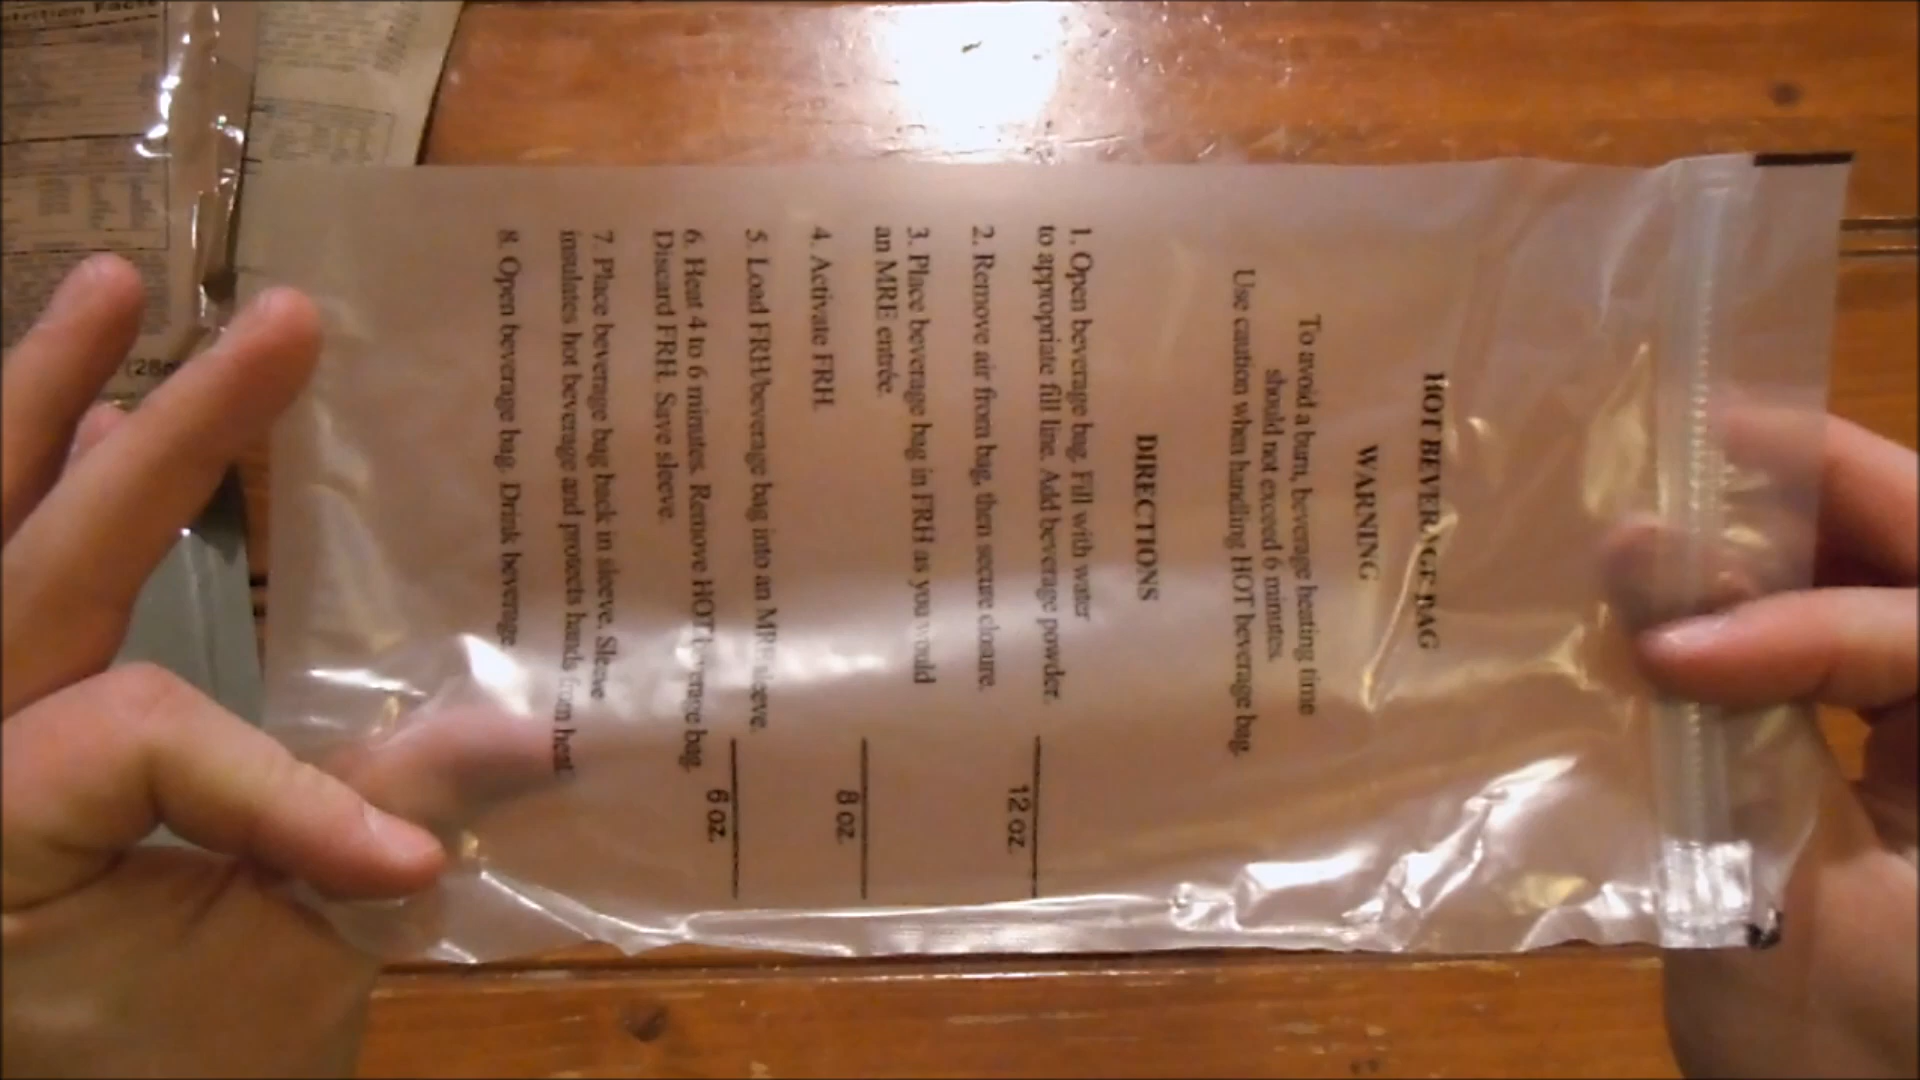 HOT BEVERAGE BAG
WARNING
To avoid a burn, beverage heating time
should not exceed 6 minutes.
Use caution when handling HOT beverage bag.
DIRECTIONS
1. Open beverage bag. Fill with water
to appropriate fill line. Add beverage powder.
12 oz.
2. Remove air from bag, then secure closure.
3. Place beverage bag in FRH as you would
an MRE entrée.
8 oz.
4. Activate FRH.
5. Load FRH/beverage bag into an MRE sleeve.
6 oz.
6. Heat 4 to 6 minutes. Remove HOT beverage bag.
Discard FRH. Save sleeve.
7. Place beverage bag back in sleeve. Sleeve
insulates hot beverage and protects hands from heat.
8. Open beverage bag. Drink beverage.
Nutrition Facts
(28g